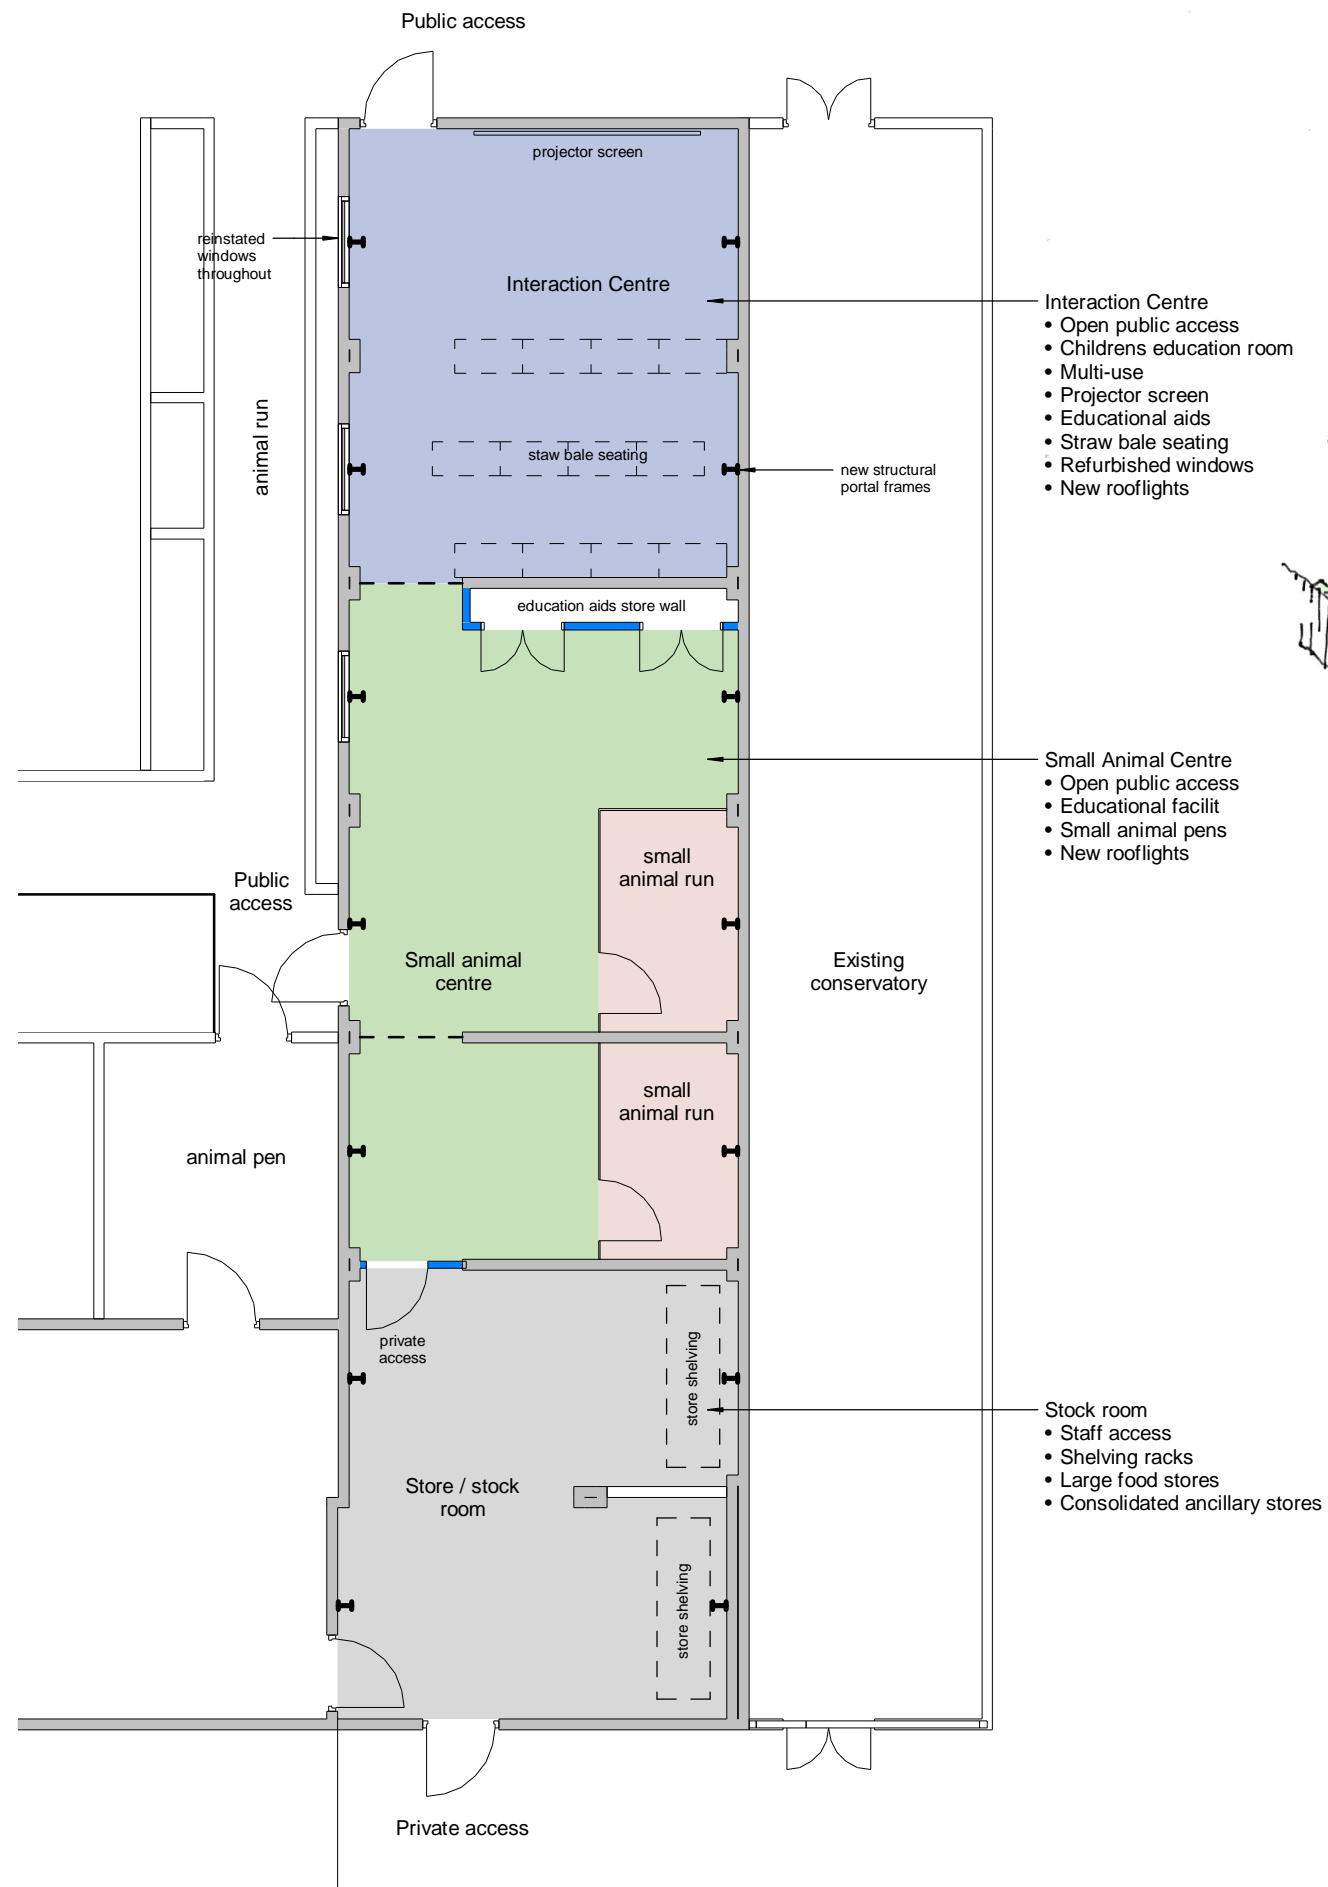 Public access
projector screen
reinstated
windows
throughout
Interaction Centre
Interaction Centre
• Open public access
• Childrens education room
• Multi-use
• Projector screen
• Educational aids
• Straw bale seating
• Refurbished windows
• New rooflights
animal run
staw bale seating
new structural
portal frames
education aids store wall
Small Animal Centre
• Open public access
• Educational facilit
• Small animal pens
• New rooflights
small
animal run
Public
access
Small animal
centre
Existing
conservatory
small
animal run
animal pen
private
access
store shelving
Stock room
• Staff access
• Shelving racks
• Large food stores
• Consolidated ancillary stores
Store / stock
room
store shelving
Private access